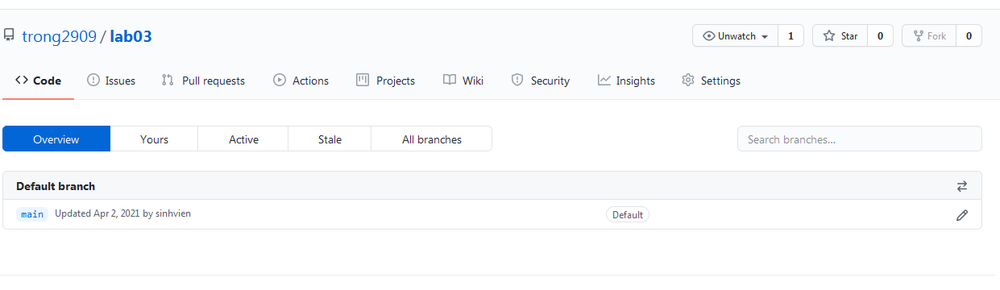 trong2909 / lab03
Unwatch 1 Star 0 Fork 0
<> Code Issues Pull requests Actions Projects Wiki Security Insights Settings
Overview Yours Active Stale All branches Search branches...
Default branch
main Updated Apr 2, 2021 by sinhvien Default